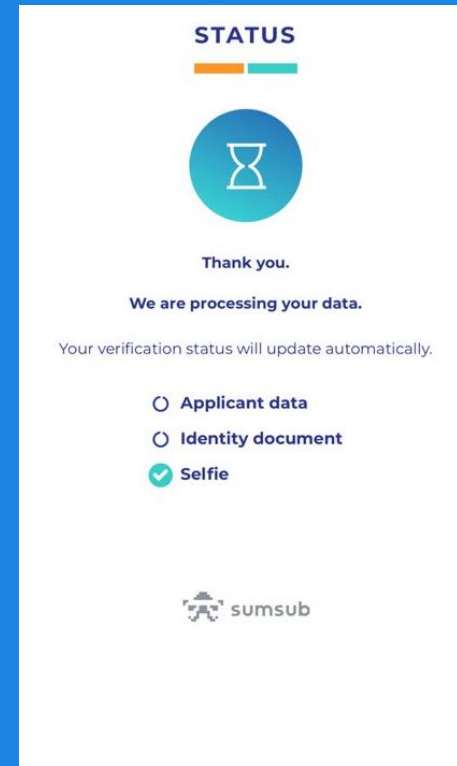 STATUS
Thank you.
We are processing your data.
Your verification status will update automatically.
Applicant data
Identity document
Selfie
sumsub